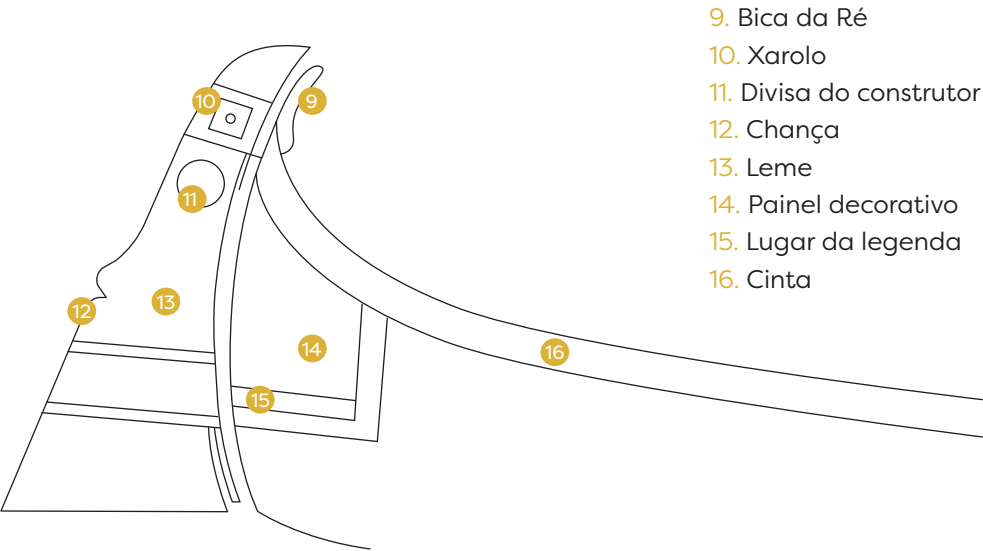 9. Bica da Ré
10. Xarolo
11. Divisa do construtor
12. Chança
13. Leme
14. Painel decorativo
15. Lugar da legenda
16. Cinta
10
9
11
12
13
14
16
15